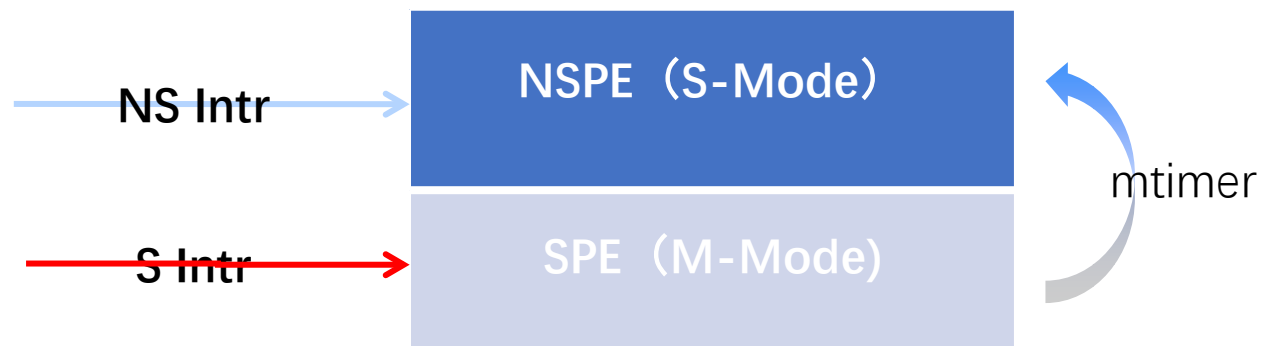 NSPE（S-Mode）
NS Intr
mtimer
SPE（M-Mode)
S Intr